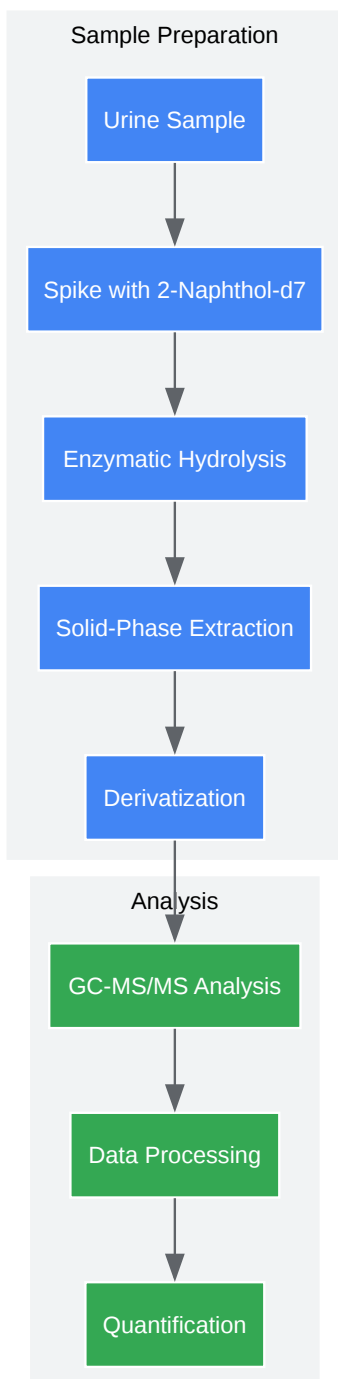 Sample Preparation
Urine Sample
Spike with 2-Naphthol-d7
Enzymatic Hydrolysis
Solid-Phase Extraction
Derivatization
Analysis
GC-MS/MS Analysis
Data Processing
Quantification